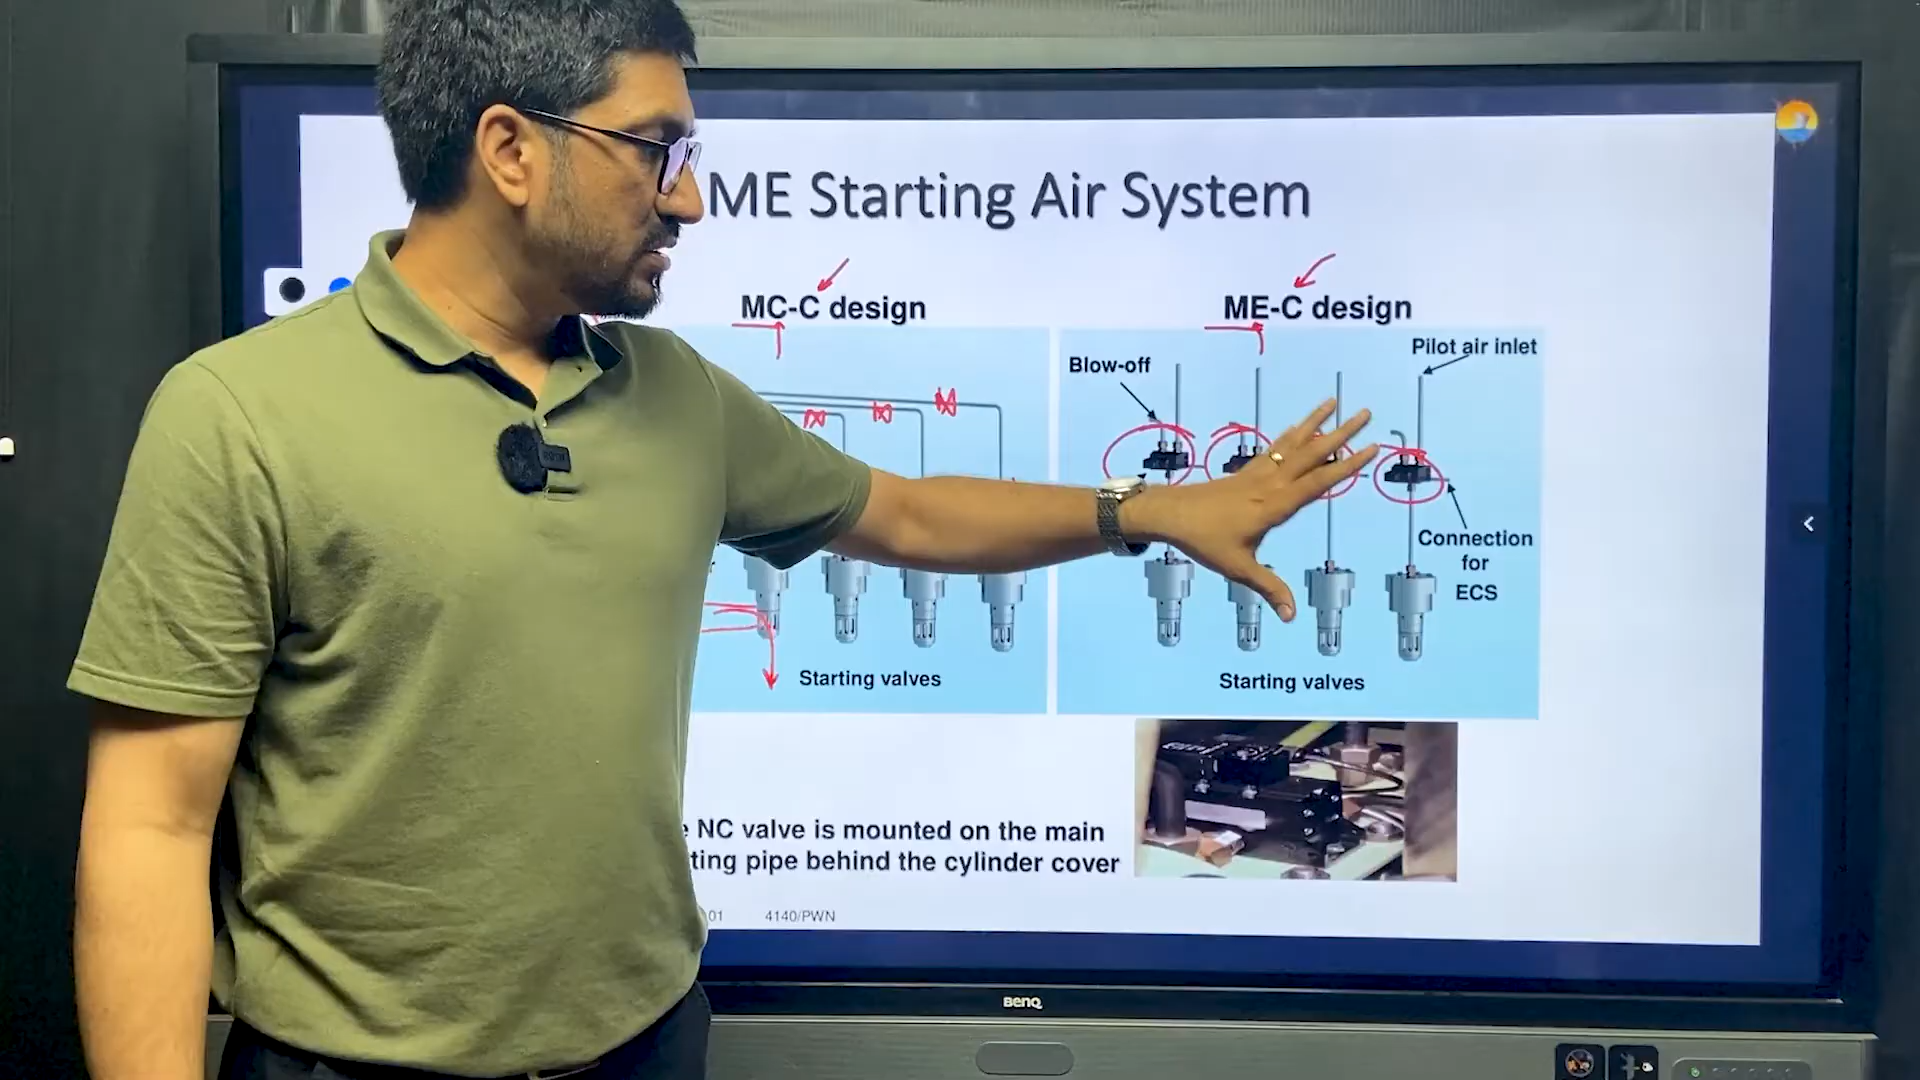 ME Starting Air System
MC-C design
ME-C design
Blow-off
Pilot air inlet
Connection
for
ECS
Starting valves
Starting valves
NC valve is mounted on the main
ting pipe behind the cylinder cover
01 4140/PWN
BenQ